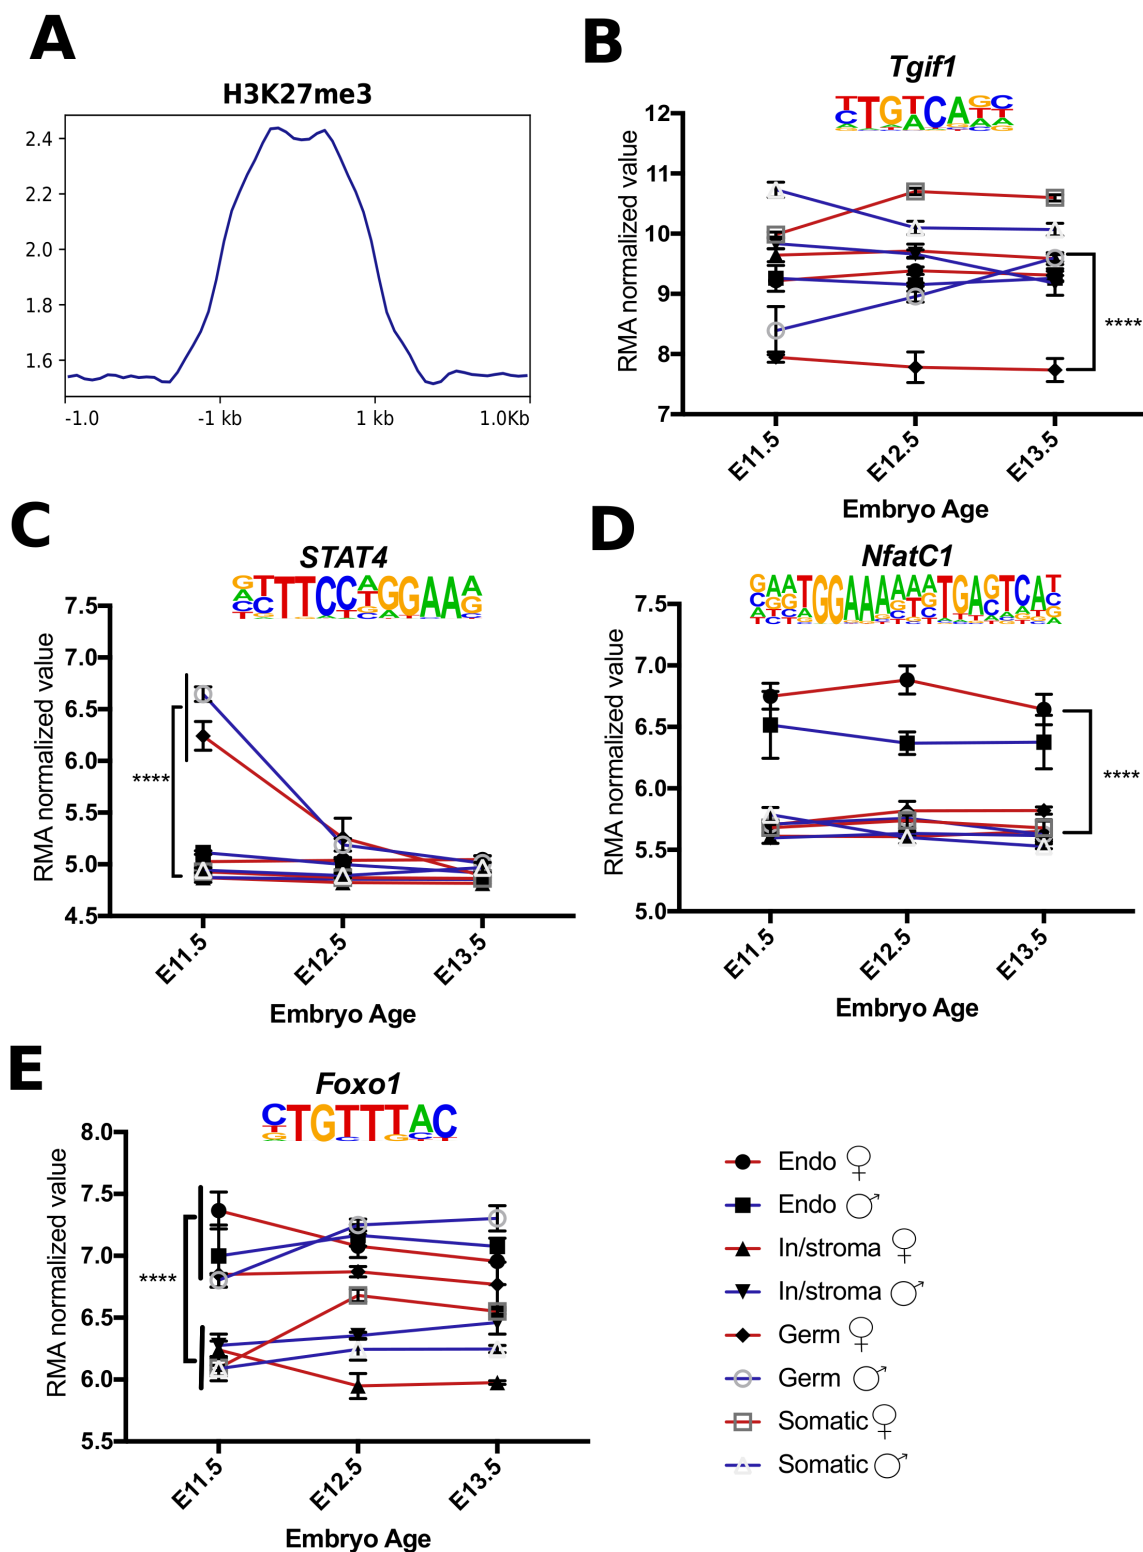 A
H3K27me3
2.4
2.2
2.0
1.8
1.6
-1.0
-1 kb
1 kb
1.0Kb
B
Tgif1
RMA normalized value
12
11
10
9
8
7
****
E11.5
E12.5
E13.5
Embryo Age
C
STAT4
RMA normalized value
7.5
7.0
6.5
6.0
5.5
5.0
4.5
****
E11.5
E12.5
E13.5
Embryo Age
D
NfatC1
RMA normalized value
7.5
7.0
6.5
6.0
5.5
5.0
****
E11.5
E12.5
E13.5
Embryo Age
E
Foxo1
CTGTTTAC
RMA normalized value
8.0
7.5
7.0
6.5
6.0
5.5
****
E11.5
E12.5
E13.5
Embryo Age
Endo ♀
Endo ♂
In/stroma ♀
In/stroma ♂
Germ ♀
Germ ♂
Somatic ♀
Somatic ♂